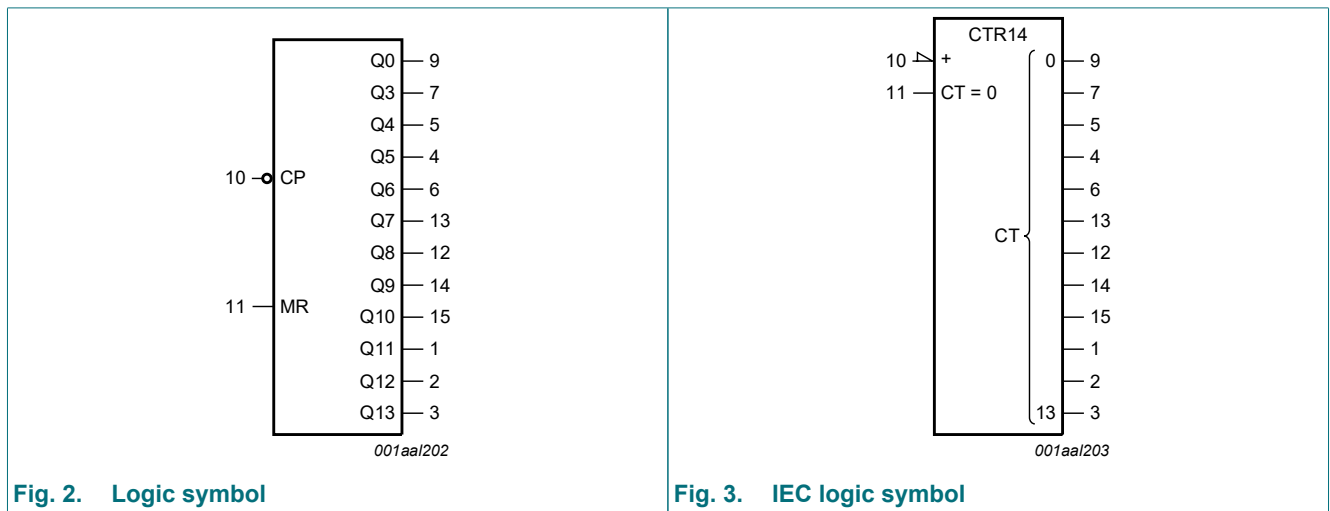 Q0 9
Q3 7
Q4 5
Q5 4
10 CP
Q6 6
Q7 13
Q8 12
Q9 14
11 MR
Q10 15
Q11 1
Q12 2
Q13 3
001aal202
Fig. 2. Logic symbol
CTR14
10 + 0 9
11 CT = 0 7
5
4
6
13
CT
12
14
15
1
2
13 3
001aal203
Fig. 3. IEC logic symbol